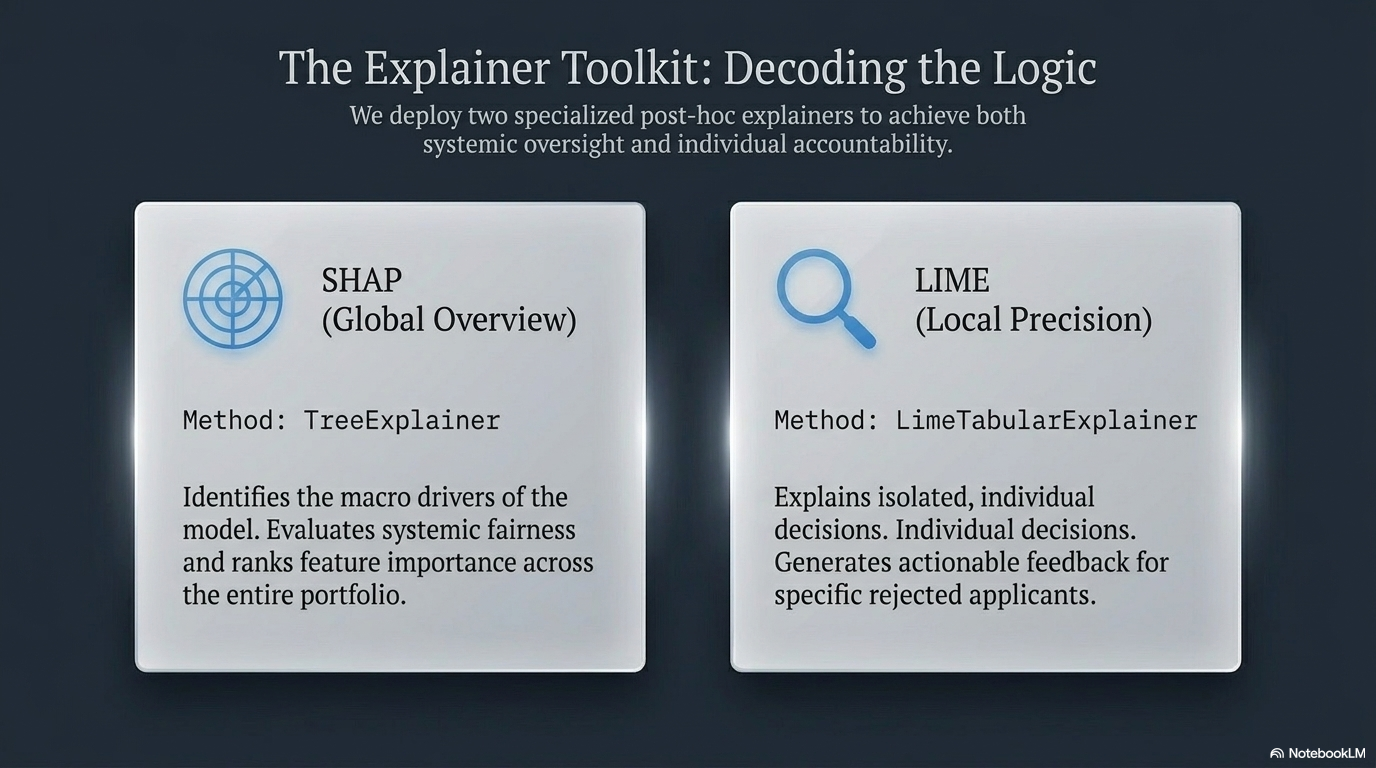 The Explainer Toolkit: Decoding the Logic
We deploy two specialized post-hoc explainers to achieve both
systemic oversight and individual accountability.
SHAP
(Global Overview)
Method: TreeExplainer
Identifies the macro drivers of the
model. Evaluates systemic fairness
and ranks feature importance across
the entire portfolio.
LIME
(Local Precision)
Method: LimeTabularExplainer
Explains isolated, individual
decisions. Individual decisions.
Generates actionable feedback for
specific rejected applicants.
NotebookLM